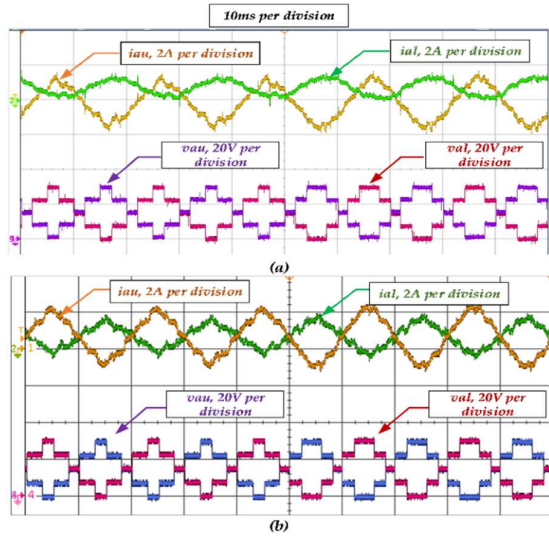 10ms per division
iau, 2A per division
ial, 2A per division
vau, 20V per
division
val, 20V per
division
(a)
iau, 2A per division
ial, 2A per division
vau, 20V per
division
val, 20V per
division
(b)